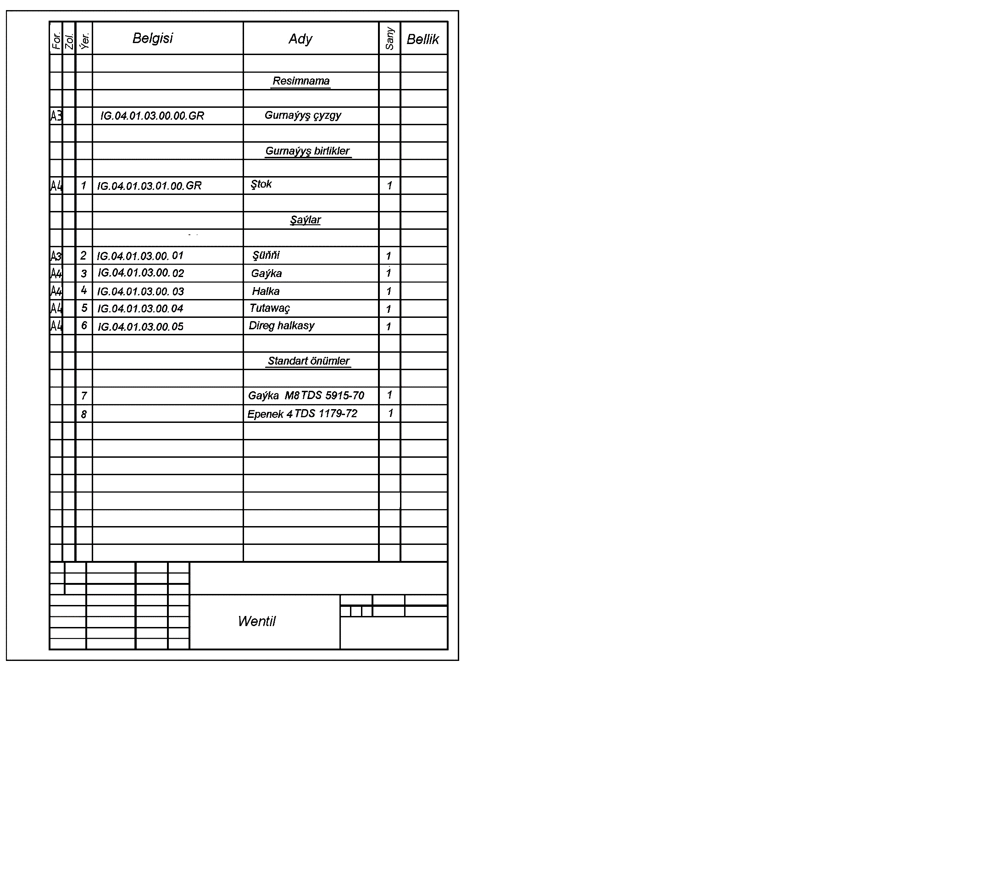 For. Zol. Ýer. Belgisi Ady Sany Bellik
Resimnama
A3 IG.04.01.03.00.00.GR Gurnaýyş çyzgy
Gurnaýyş birlikler
A4 1 IG.04.01.03.01.00.GR Ştok 1
Şaýlar
A3 2 IG.04.01.03.00. 01 Şüňňi 1
A4 3 IG.04.01.03.00. 02 Gaýka 1
A4 4 IG.04.01.03.00. 03 Halka 1
A4 5 IG.04.01.03.00. 04 Tutawaç 1
A4 6 IG.04.01.03.00. 05 Direg halkasy 1
Standart önümler
7 Gaýka M8 TDS 5915-70 1
8 Epenek 4 TDS 1179-72 1
Wentil